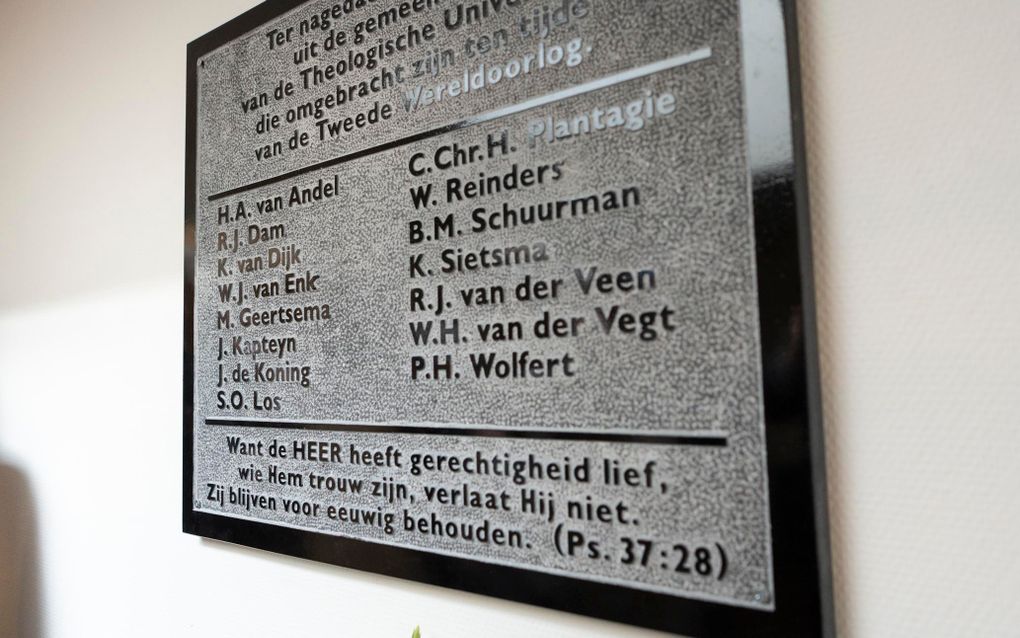 Ter
uit de
van de Theologische
die omgebracht zijn ten tijde
van de Tweede Wereldoorlog.
H.A. van Andel
R.J. Dam
K. van Dijk
W.J. van Enk
M. Geertsema
J. Kapteyn
J. de Koning
S.O. Los
C.Chr.H. Plantagie
W. Reinders
B.M. Schuurman
K. Sietsma
R.J. van der Veen
W.H. van der Vegt
P.H. Wolfert
Want de HEER heeft gerechtigheid lief,
wie Hem trouw zijn, verlaat Hij niet.
Zij blijven voor eeuwig behouden. (Ps. 37:28)